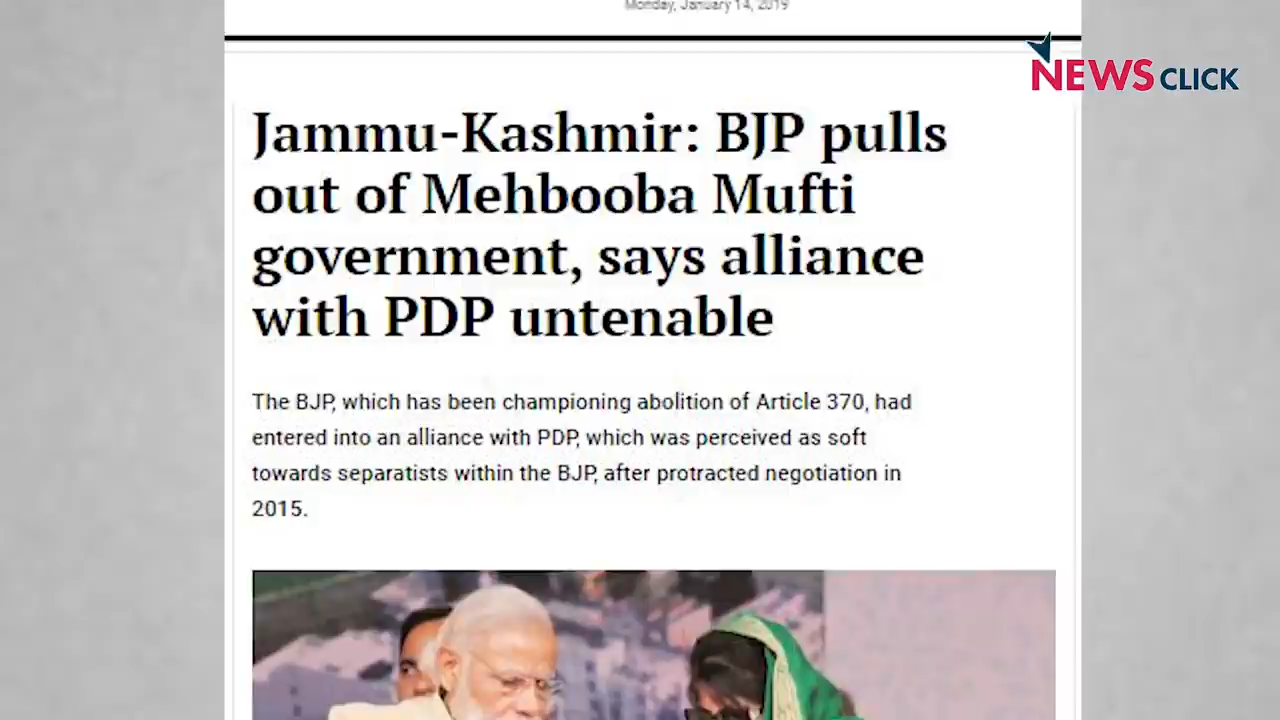 Monday, January 14, 2019
NEWS CLICK
Jammu-Kashmir: BJP pulls
out of Mehbooba Mufti
government, says alliance
with PDP untenable
The BJP, which has been championing abolition of Article 370, had
entered into an alliance with PDP, which was perceived as soft
towards separatists within the BJP, after protracted negotiation in
2015.